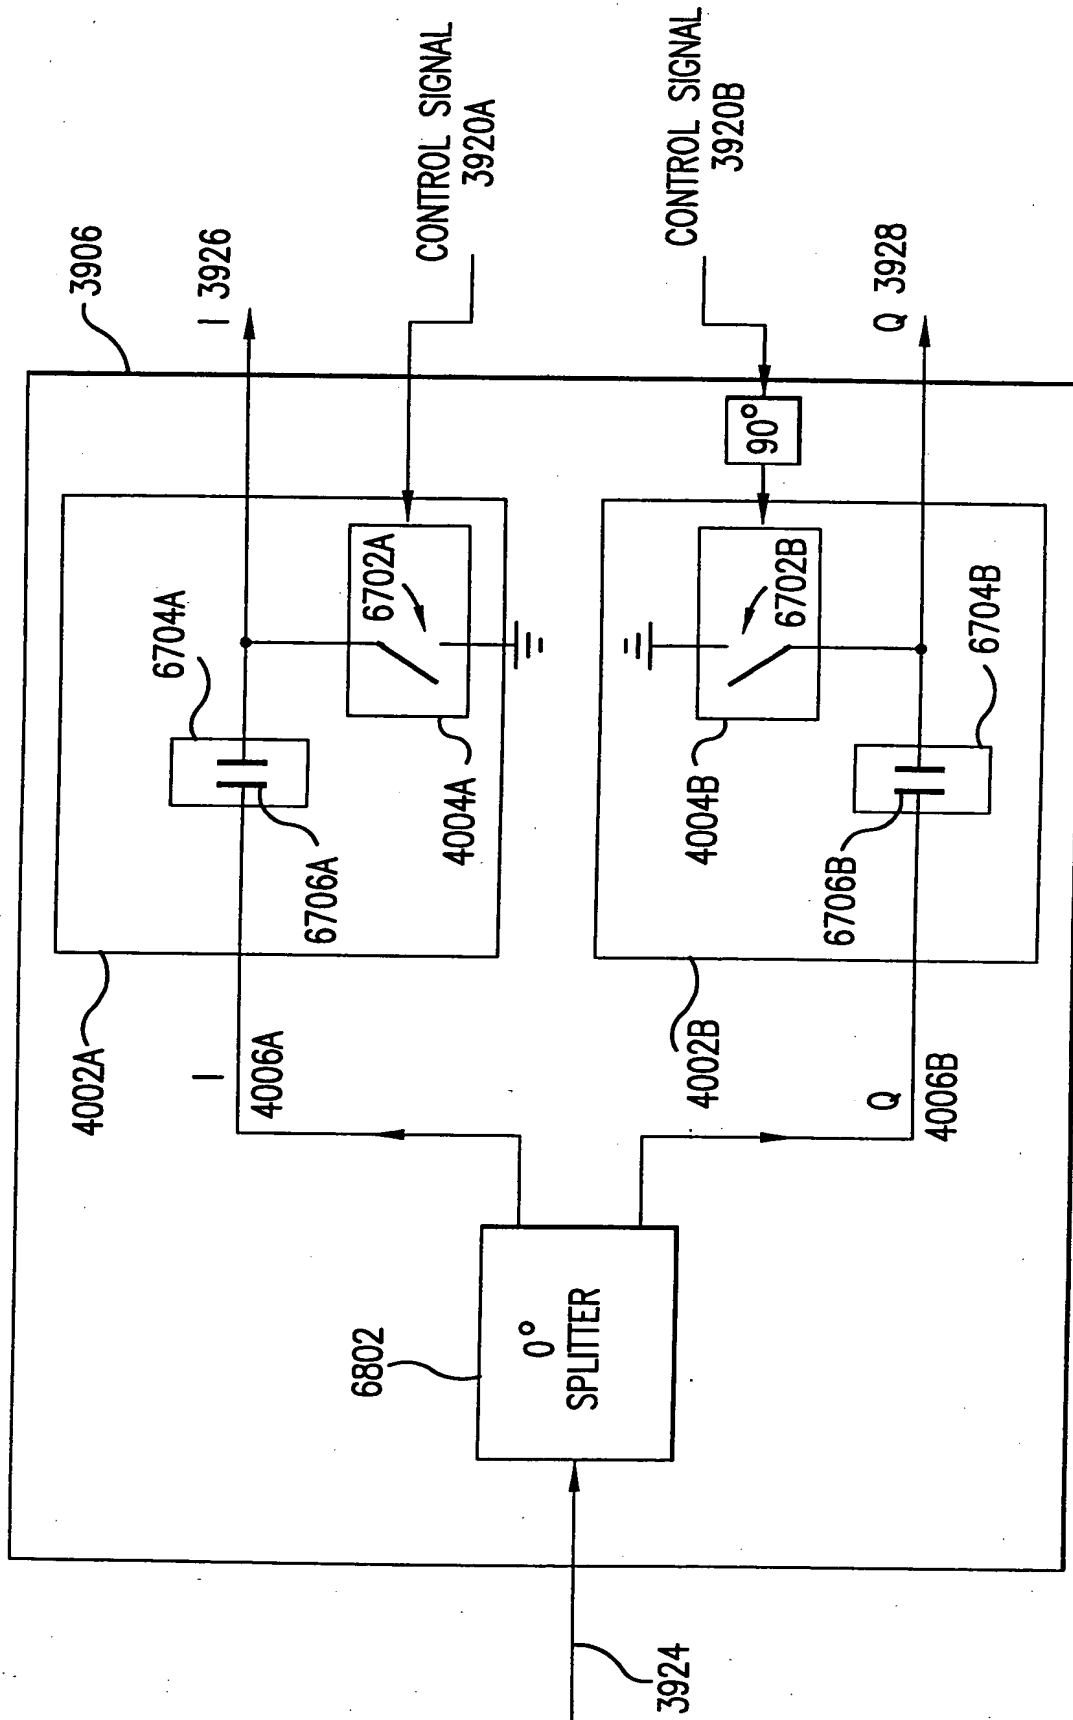 3906
I 3926
CONTROL SIGNAL
3920A
CONTROL SIGNAL
3920B
Q 3928
90°
6702A
6702B
6704A
6704B
4004A
4004B
6706A
6706B
4002A
4002B
I
4006A
Q
4006B
6802
0°
SPLITTER
3924